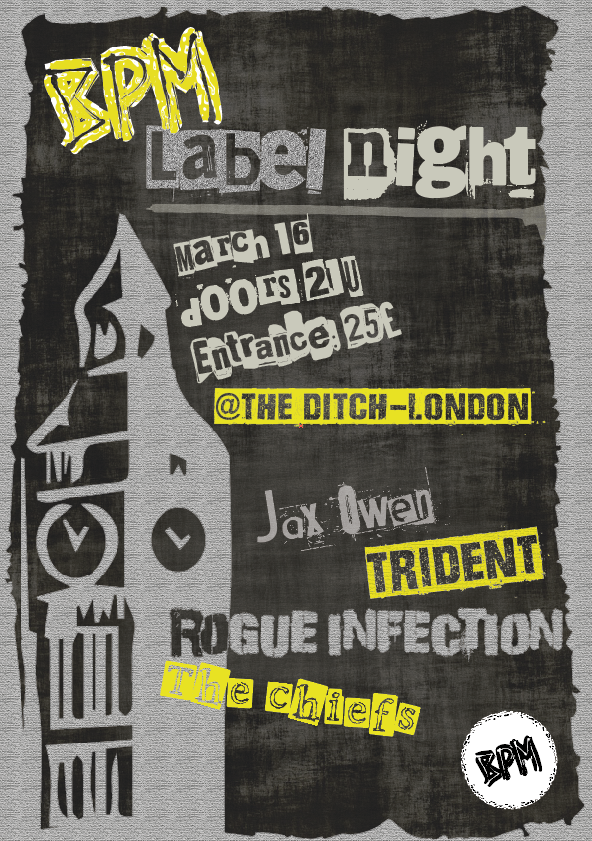 BPM
Label night
March 16
doors 21U
Entrance: 25£
@THE DITCH-LONDON
Jax Owen
TRIDENT
ROGUE INFECTION
The chiefs
BPM